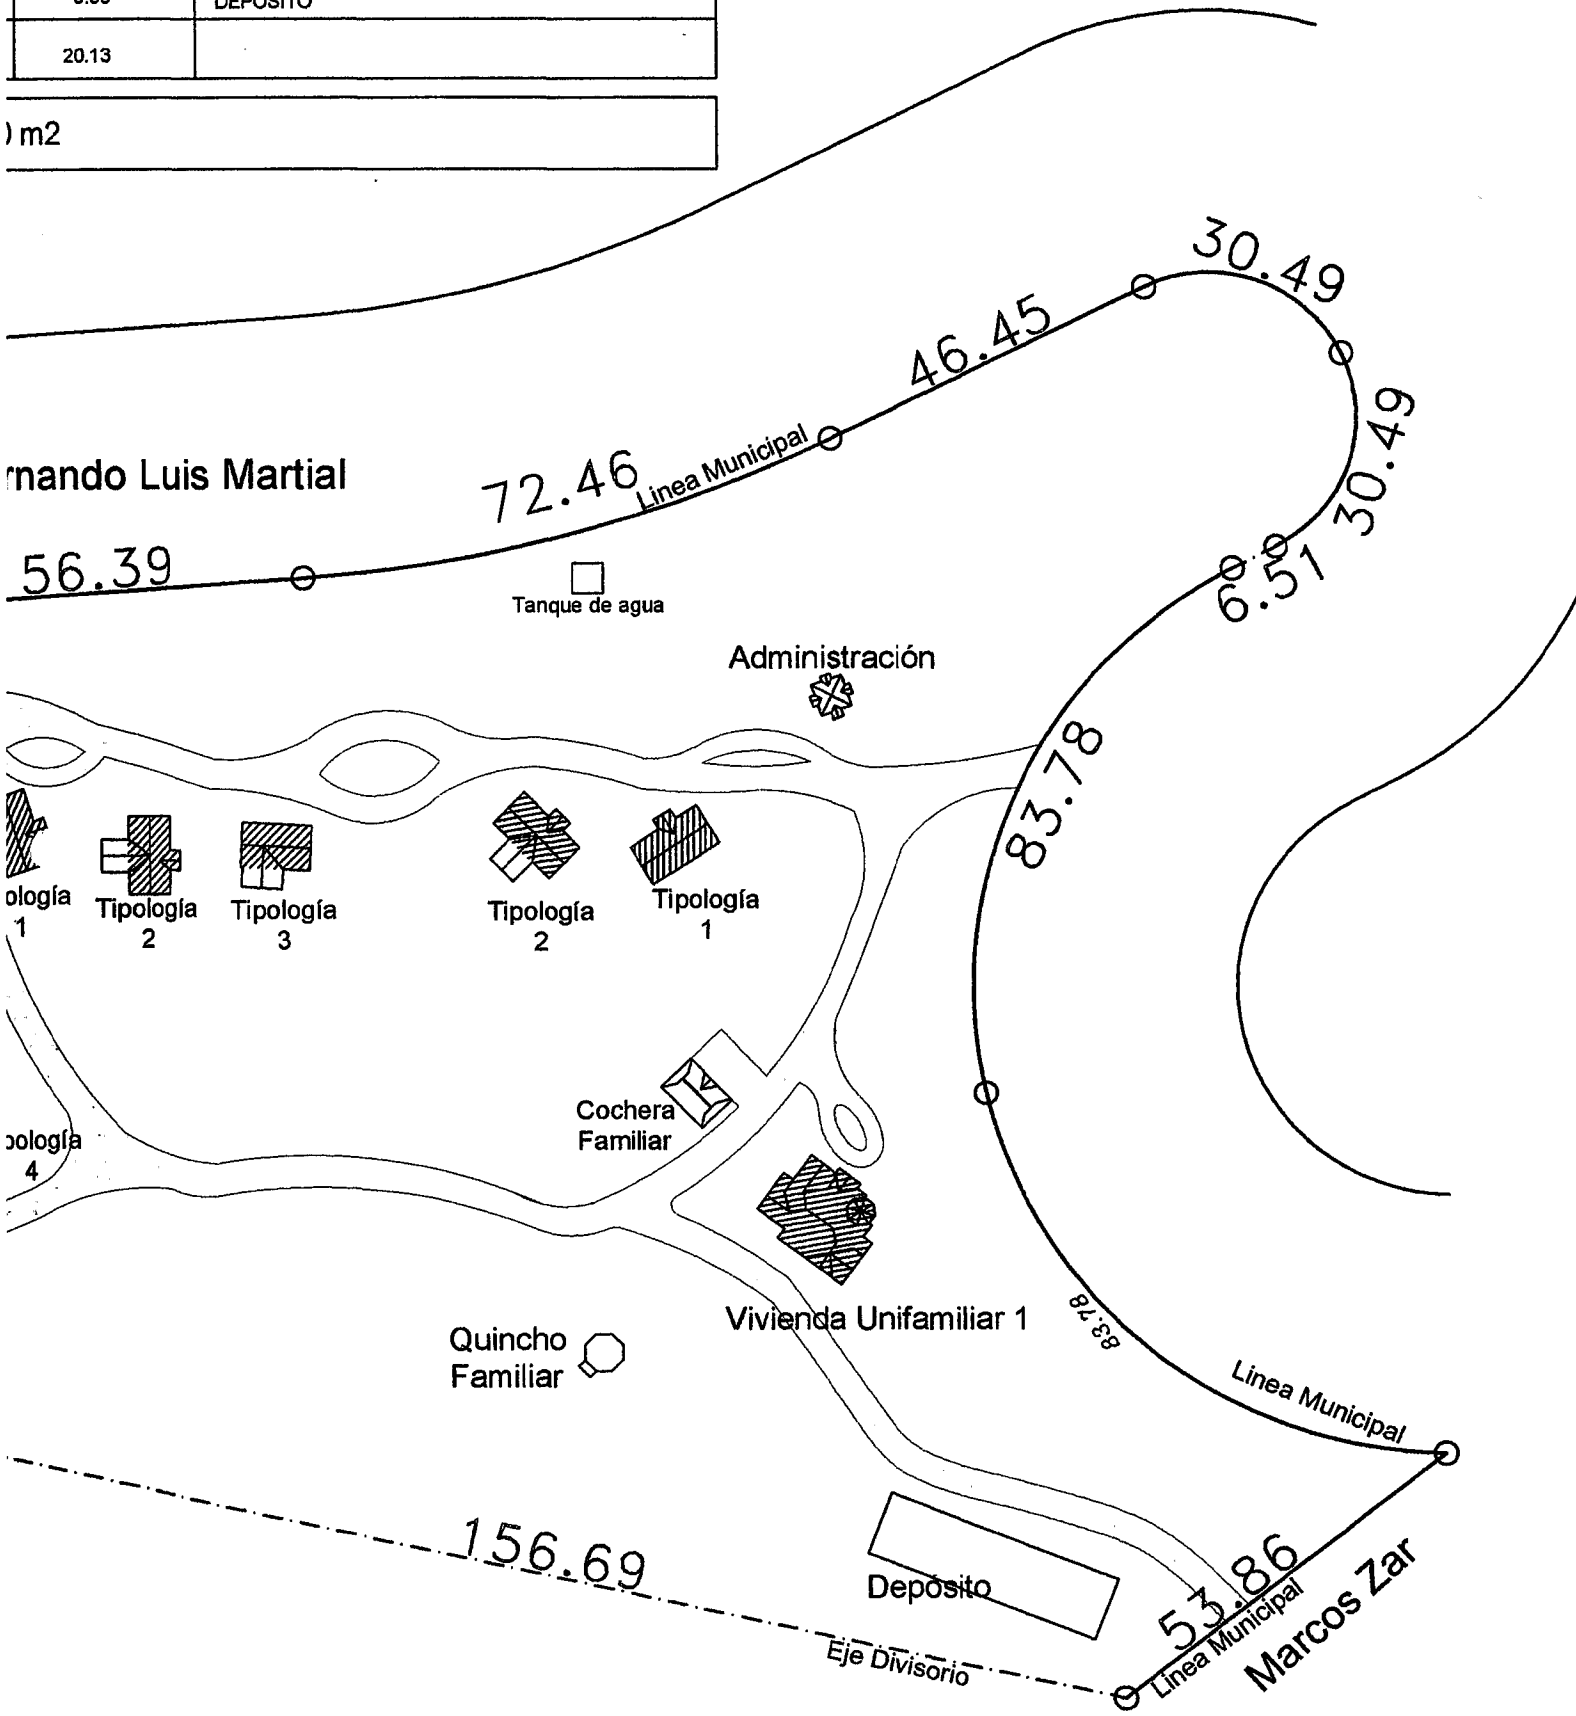 DEPOSITO
20.13
) m2
30.49
46.45
30.49
Linea Municipal
72.46
rnando Luis Martial
56.39
6.51
Tanque de agua
Administración
83.78
ología
1
Tipología
2
Tipología
3
Tipología
2
Tipología
1
Cochera
Familiar
pología
4
Vivienda Unifamiliar 1
83.78
Quincho
Familiar
Linea Municipal
156.69
Depósito
53.86
Linea Municipal
Marcos Zar
Eje Divisorio